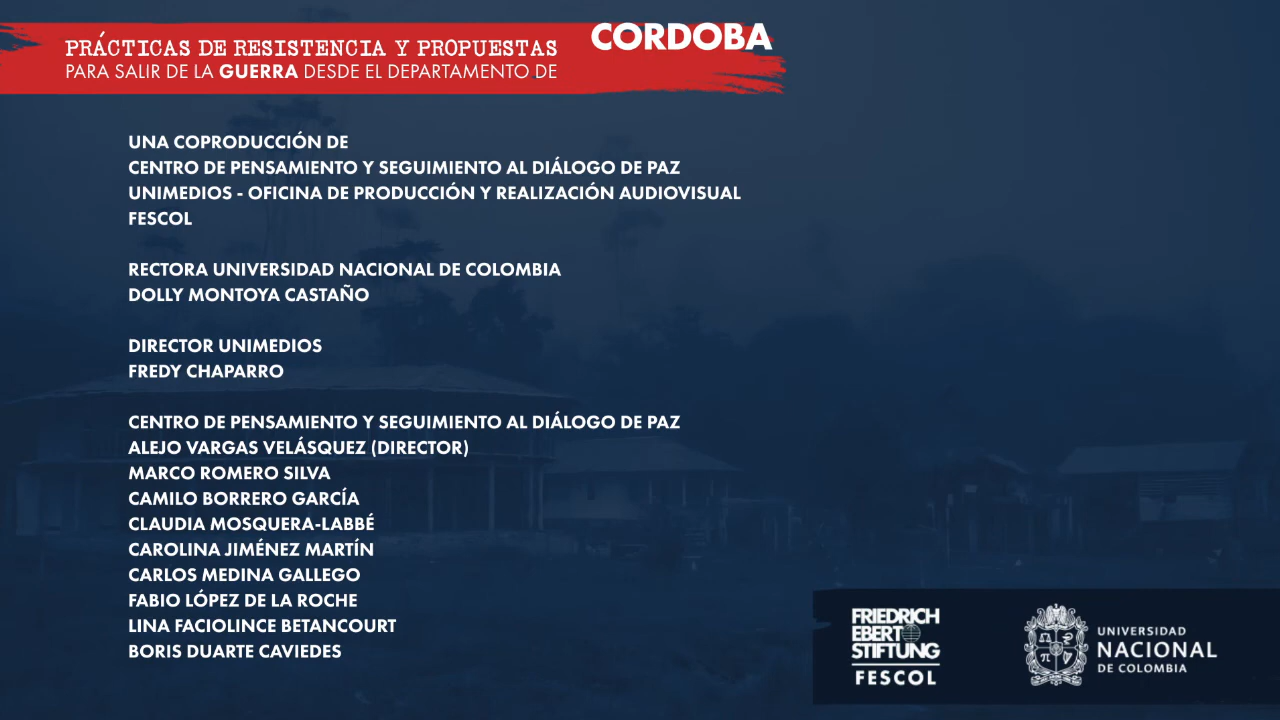 PRÁCTICAS DE RESISTENCIA Y PROPUESTAS
PARA SALIR DE LA GUERRA DESDE EL DEPARTAMENTO DE
CORDOBA
UNA COPRODUCCIÓN DE
CENTRO DE PENSAMIENTO Y SEGUIMIENTO AL DIÁLOGO DE PAZ
UNIMEDIOS - OFICINA DE PRODUCCIÓN Y REALIZACIÓN AUDIOVISUAL
FESCOL
RECTORA UNIVERSIDAD NACIONAL DE COLOMBIA
DOLLY MONTOYA CASTAÑO
DIRECTOR UNIMEDIOS
FREDY CHAPARRO
CENTRO DE PENSAMIENTO Y SEGUIMIENTO AL DIÁLOGO DE PAZ
ALEJO VARGAS VELÁSQUEZ (DIRECTOR)
MARCO ROMERO SILVA
CAMILO BORRERO GARCÍA
CLAUDIA MOSQUERA-LABBÉ
CAROLINA JIMÉNEZ MARTÍN
CARLOS MEDINA GALLEGO
FABIO LÓPEZ DE LA ROCHE
LINA FACIOLINCE BETANCOURT
BORIS DUARTE CAVIEDES
FRIEDRICH
EBERT
STIFTUNG
FESCOL
UNIVERSIDAD
NACIONAL
DE COLOMBIA